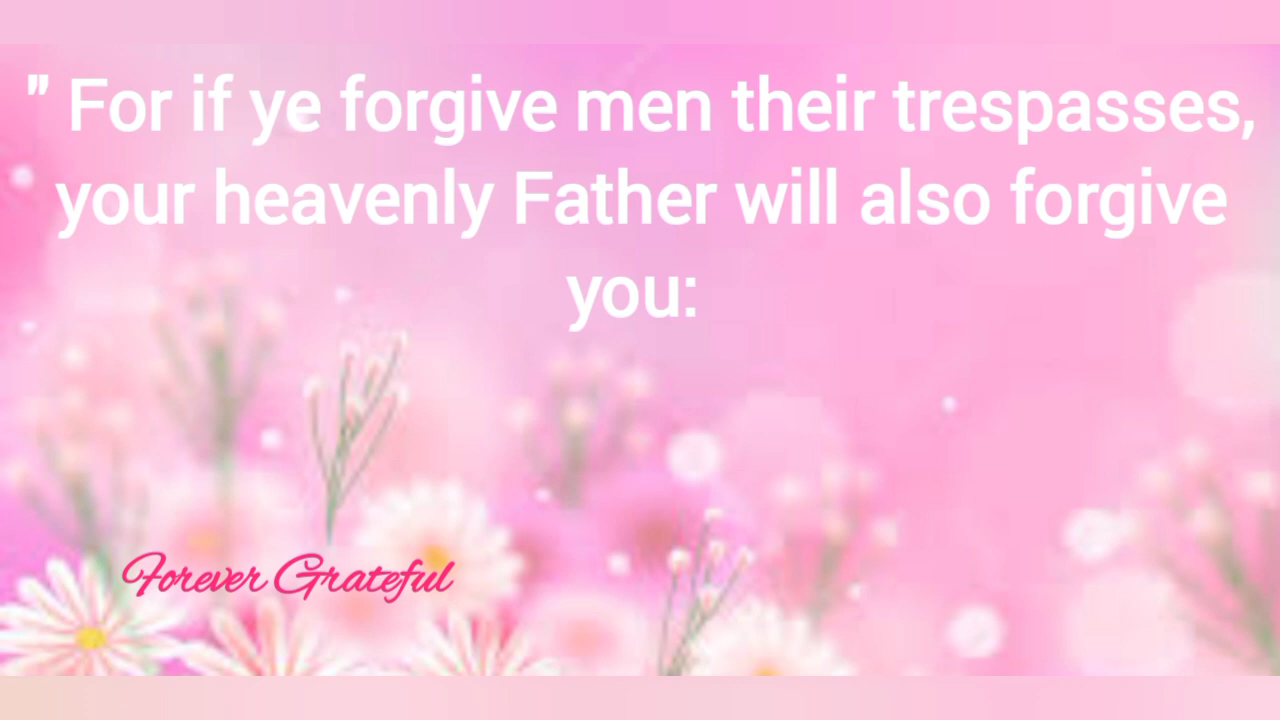 " For if ye forgive men their trespasses,
your heavenly Father will also forgive
you:
Forever Grateful